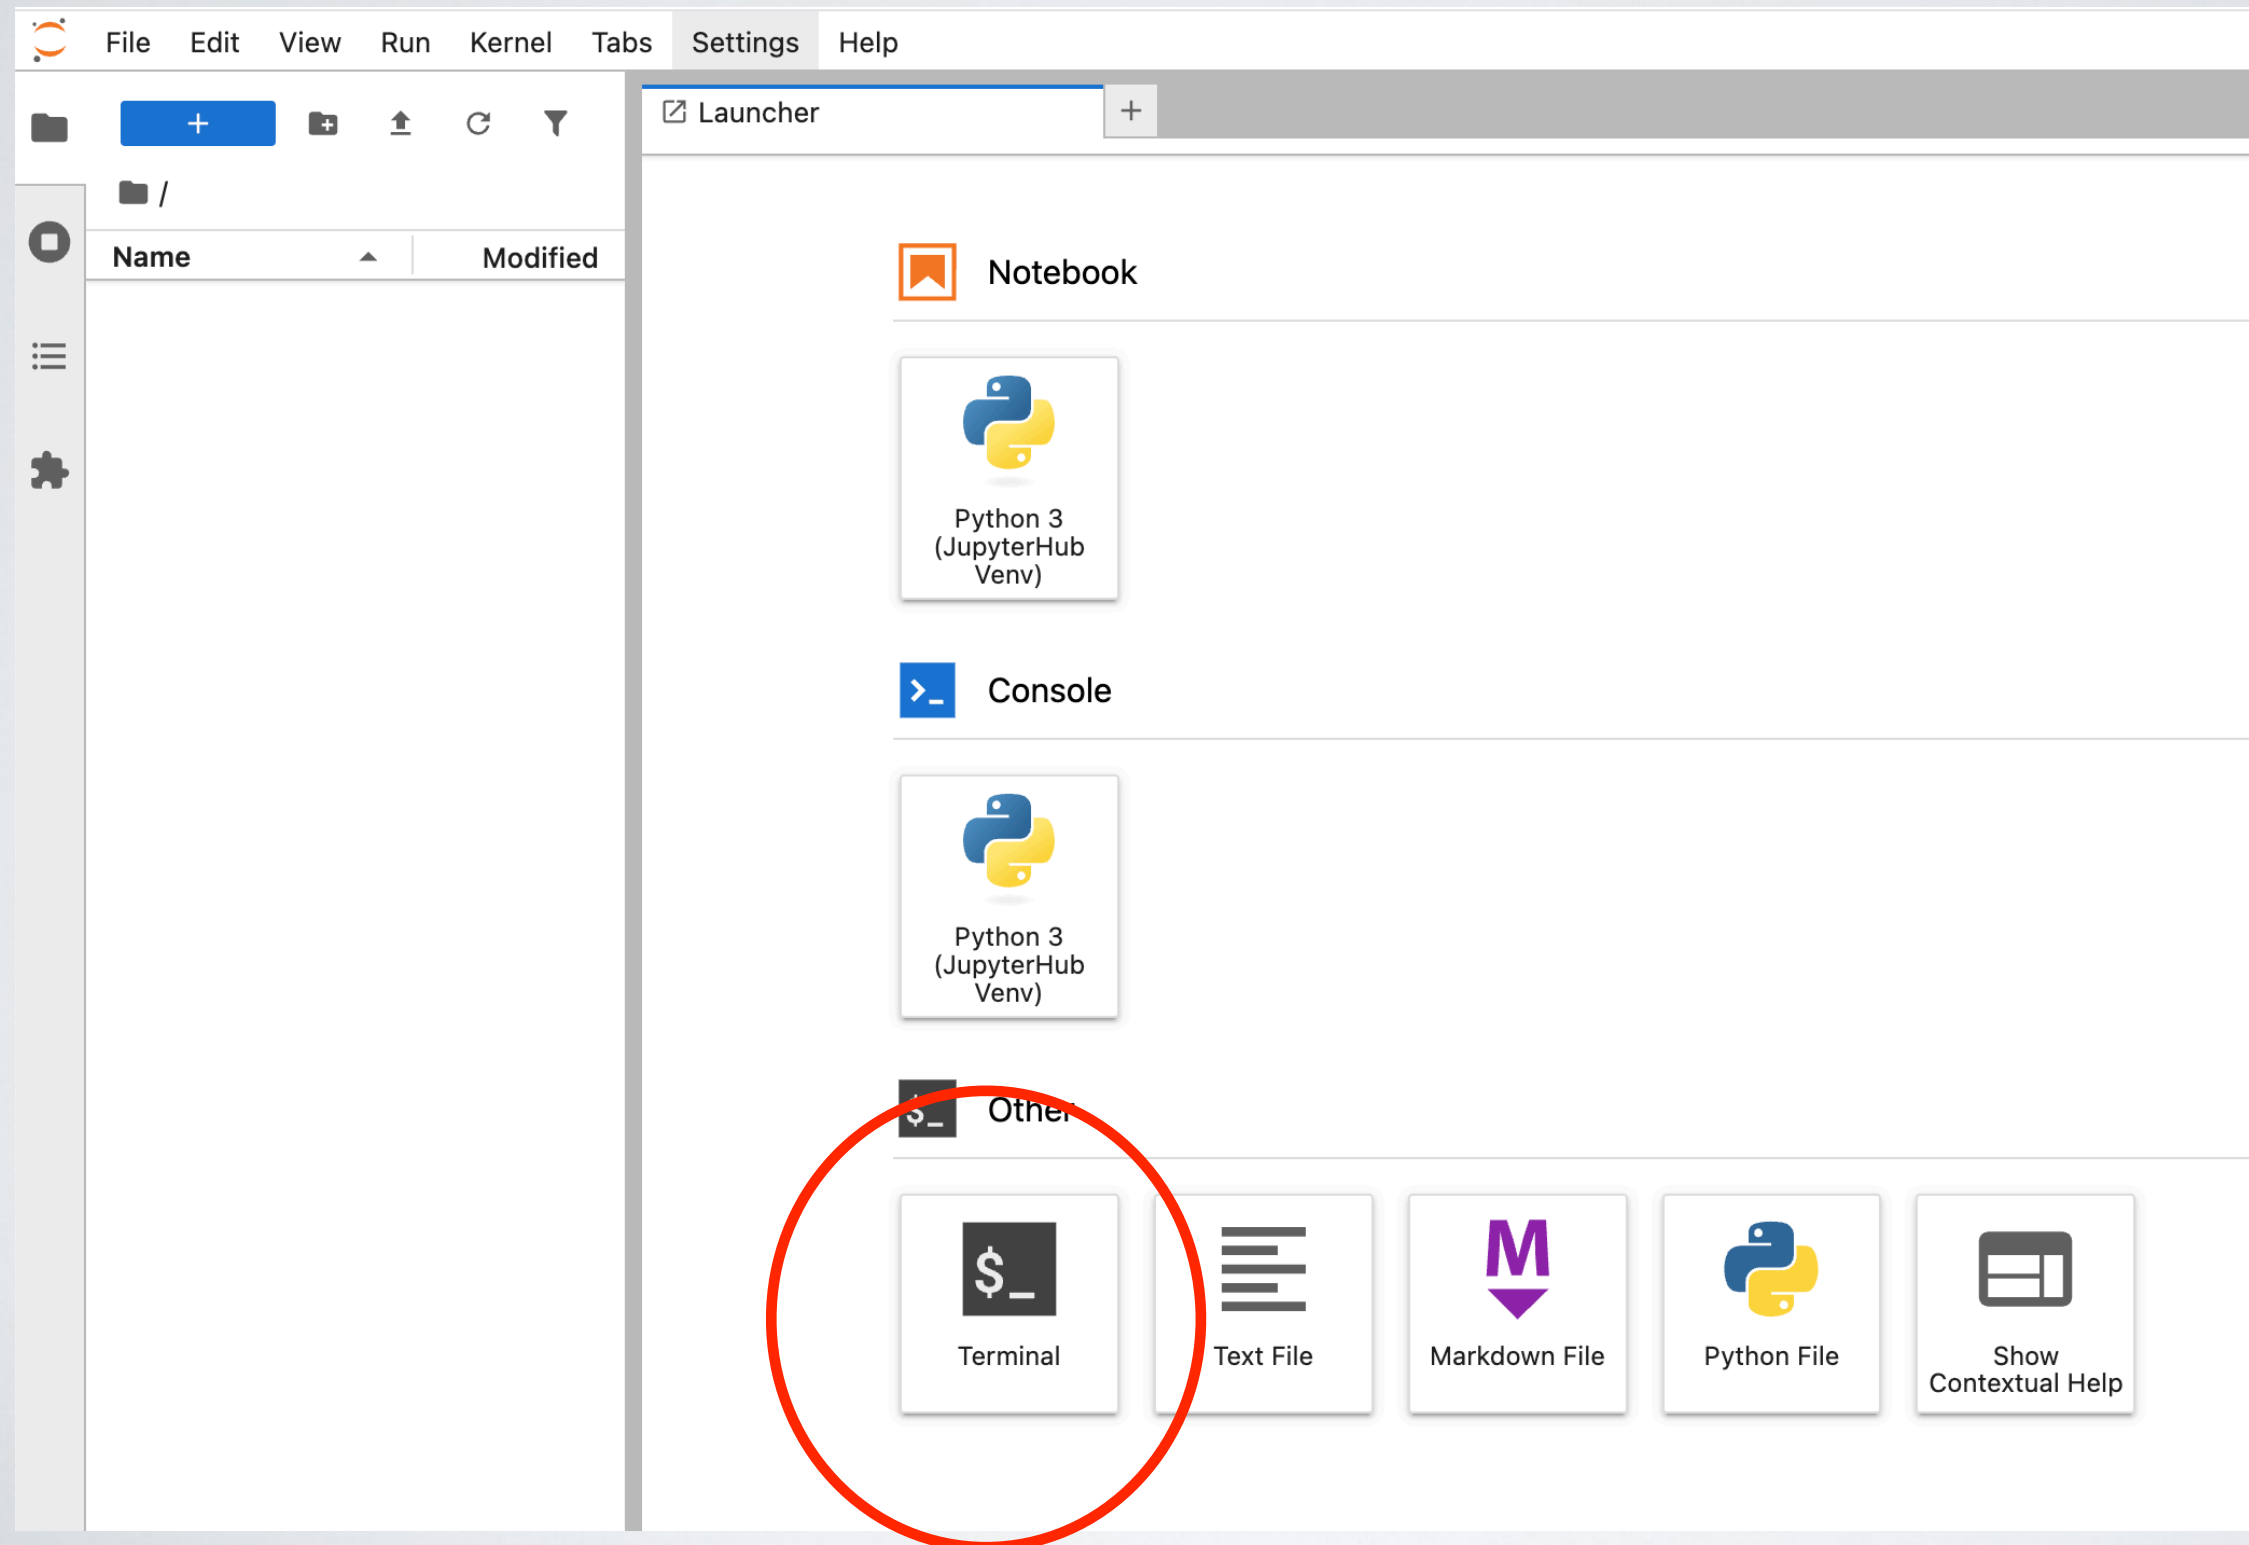 File Edit View Run Kernel Tabs Settings Help
Launcher
/
Name Modified
Notebook
Python 3
(JupyterHub
Venv)
Console
Python 3
(JupyterHub
Venv)
$_ Other
$_
Terminal
Text File
M
Markdown File
Python File
Show
Contextual Help